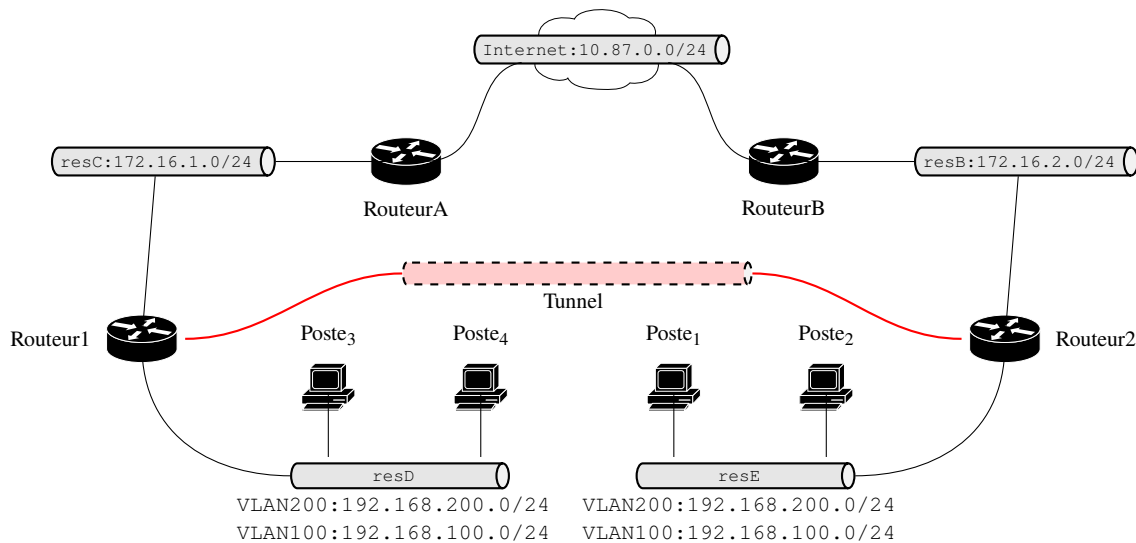 Internet:10.87.0.0/24
resC:172.16.1.0/24
resB:172.16.2.0/24
RouteurA
RouteurB
Tunnel
Routeur1
Poste3
Poste4
Poste1
Poste2
Routeur2
resD
resE
VLAN200:192.168.200.0/24
VLAN200:192.168.200.0/24
VLAN100:192.168.100.0/24
VLAN100:192.168.100.0/24